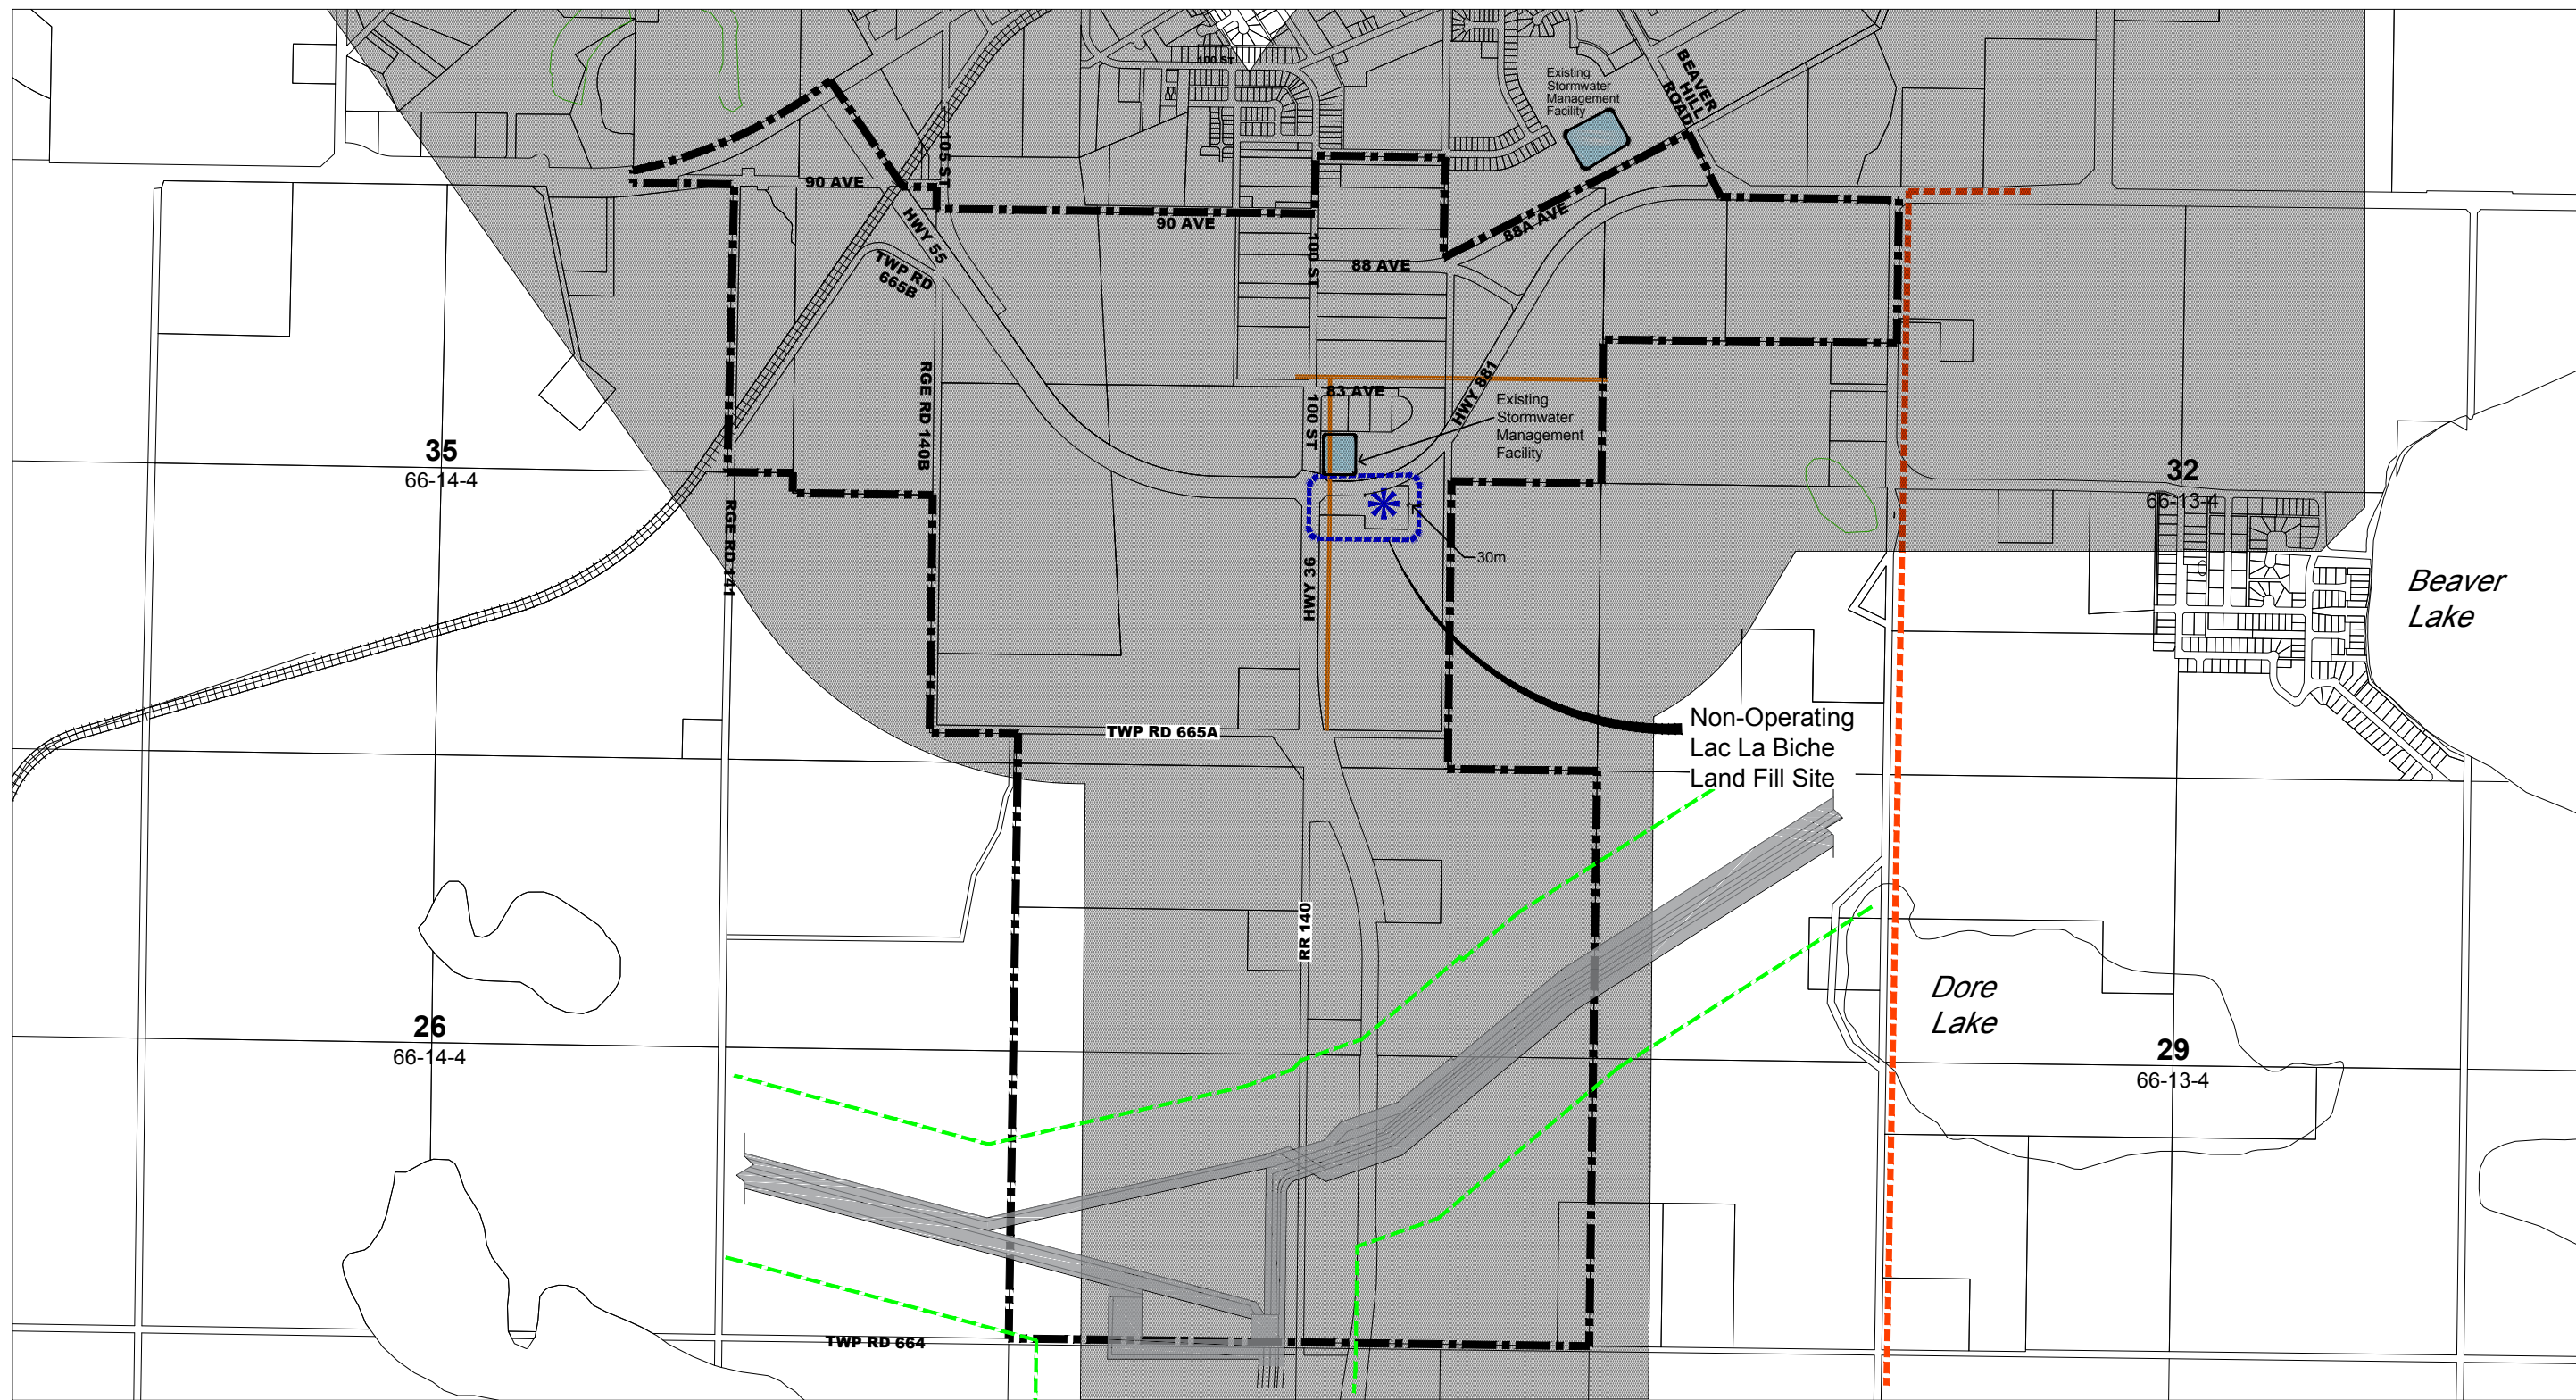 100 ST
Existing
Stormwater
Management
Facility
BEAVER
HILL
ROAD
105 ST
90 AVE
HWY 55
90 AVE
88A AVE
TWP RD
665B
100 ST
88 AVE
RGE RD 140B
HWY 881
83 AVE
100 ST
Existing
Stormwater
Management
Facility
35
66-14-4
32
66-13-4
RGE RD 141
30m
HWY 36
Beaver
Lake
Non-Operating
Lac La Biche
Land Fill Site
TWP RD 665A
RR 140
Dore
Lake
26
66-14-4
29
66-13-4
TWP RD 664